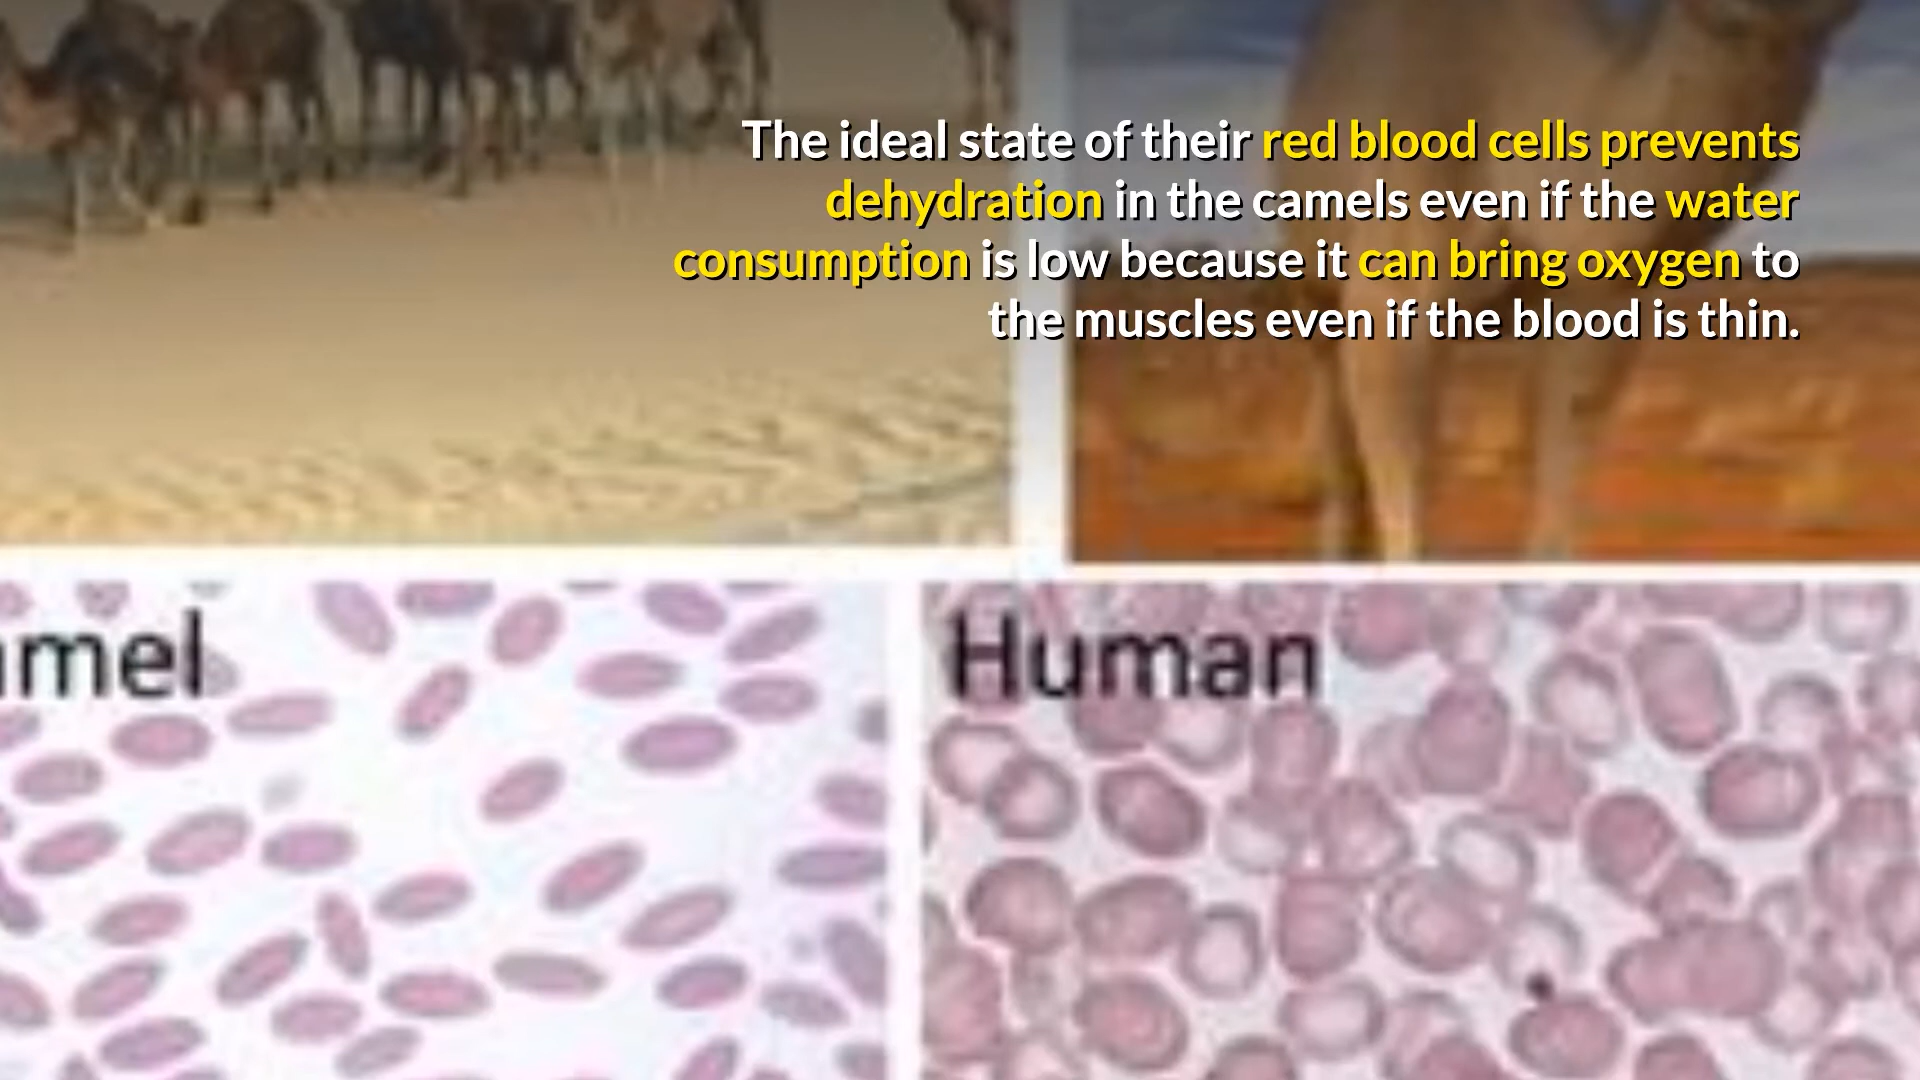 The ideal state of their red blood cells prevents
dehydration in the camels even if the water
consumption is low because it can bring oxygen to
the muscles even if the blood is thin.
amel
Human